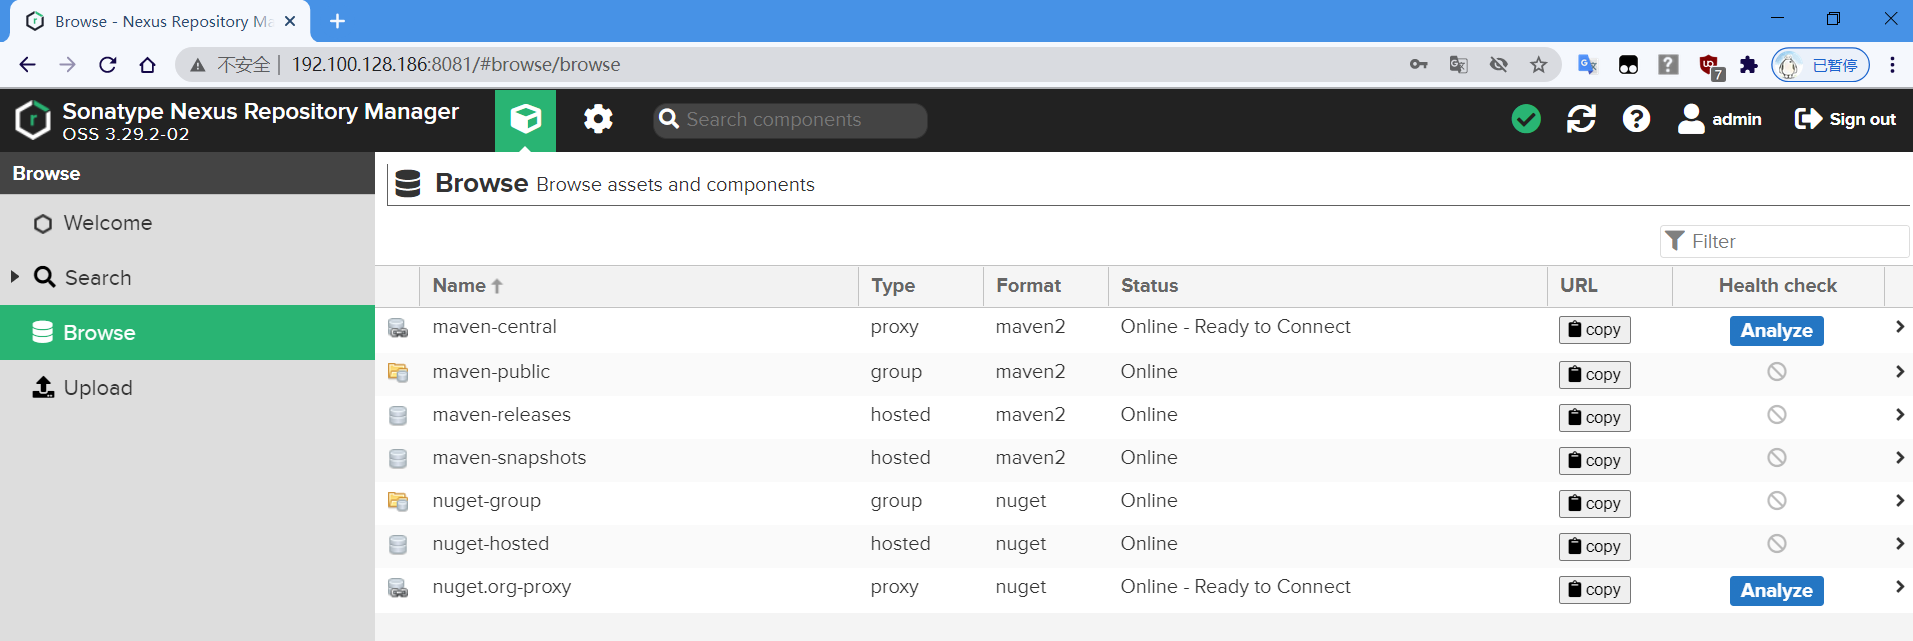 Browse - Nexus Repository Ma
不安全 | 192.100.128.186:8081/#browse/browse
7
已暂停
Sonatype Nexus Repository Manager
OSS 3.29.2-02
Search components
admin
Sign out
Browse
Welcome
Search
Browse
Upload
Browse Browse assets and components
Filter
Name Type Format Status URL Health check
maven-central proxy maven2 Online - Ready to Connect copy Analyze
maven-public group maven2 Online copy
maven-releases hosted maven2 Online copy
maven-snapshots hosted maven2 Online copy
nuget-group group nuget Online copy
nuget-hosted hosted nuget Online copy
nuget.org-proxy proxy nuget Online - Ready to Connect copy Analyze